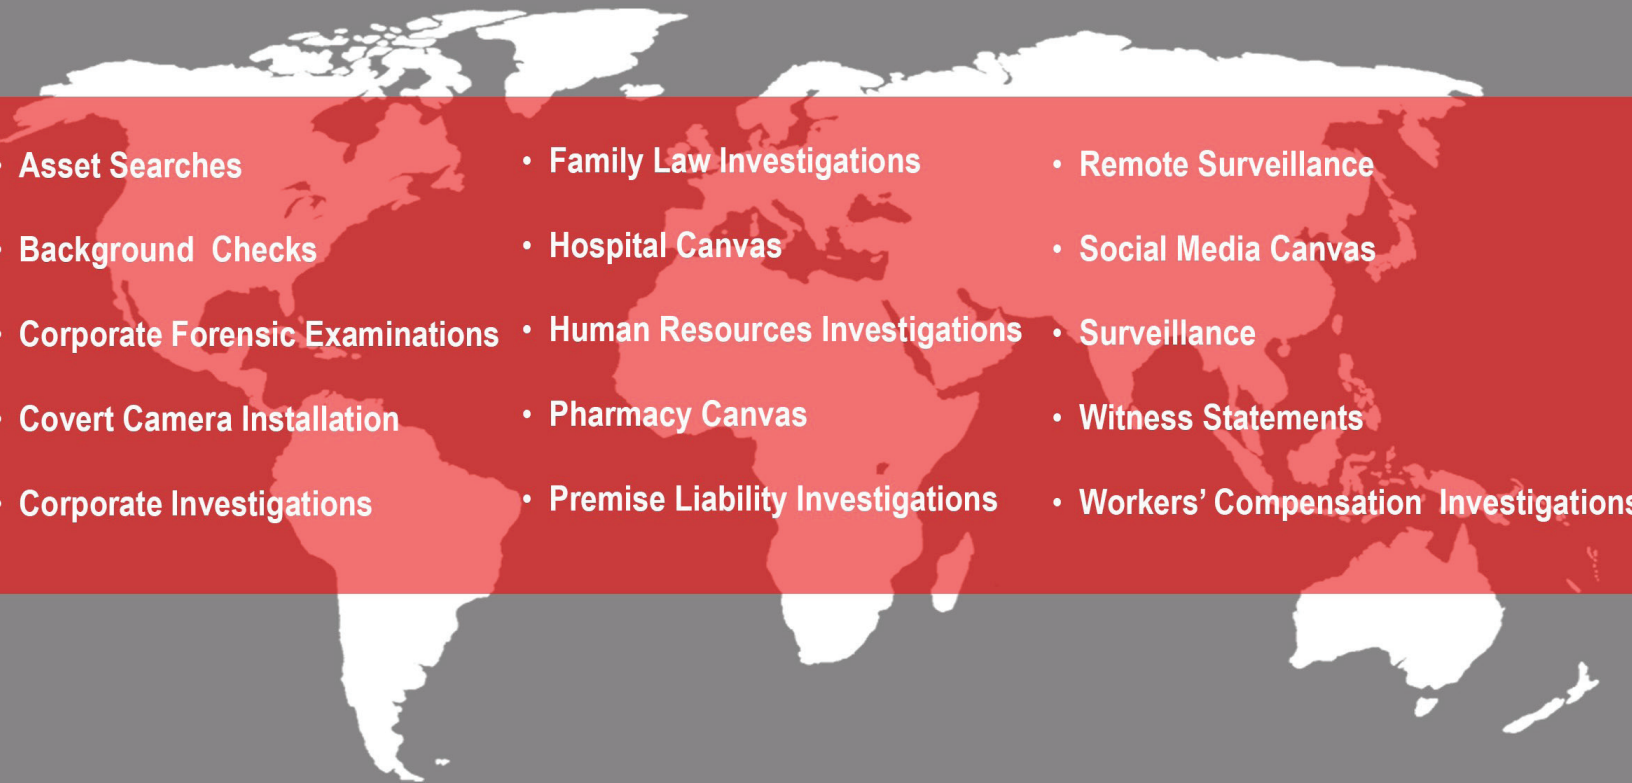 • Asset Searches
• Background Checks
• Corporate Forensic Examinations
• Covert Camera Installation
• Corporate Investigations
• Family Law Investigations
• Hospital Canvas
• Human Resources Investigations
• Pharmacy Canvas
• Premise Liability Investigations
• Remote Surveillance
• Social Media Canvas
• Surveillance
• Witness Statements
• Workers’ Compensation Investigations